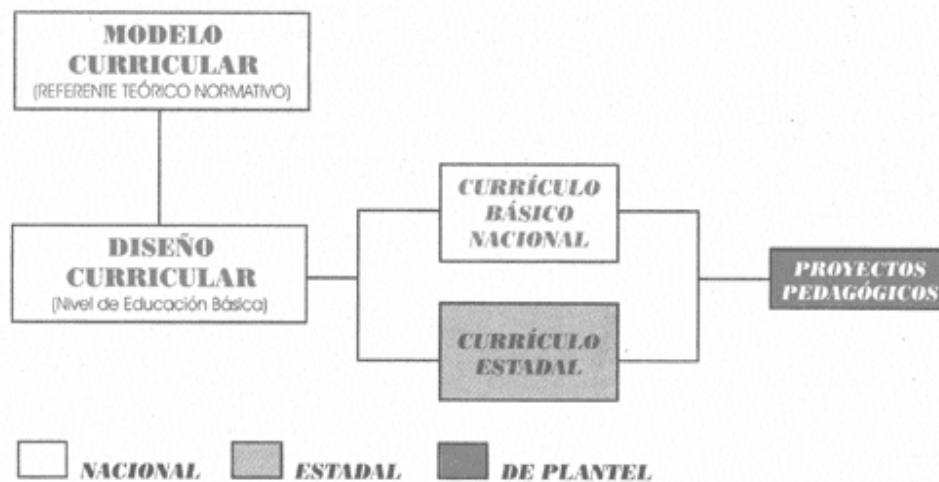 MODELO
CURRICULAR
(REFERENTE TEÓRICO NORMATIVO)
DISEÑO
CURRICULAR
(Nivel de Educación Básica)
CURRÍCULO
BÁSICO
NACIONAL
CURRÍCULO
ESTADAL
PROYECTOS
PEDAGÓGICOS
NACIONAL
ESTADAL
DE PLANTEL